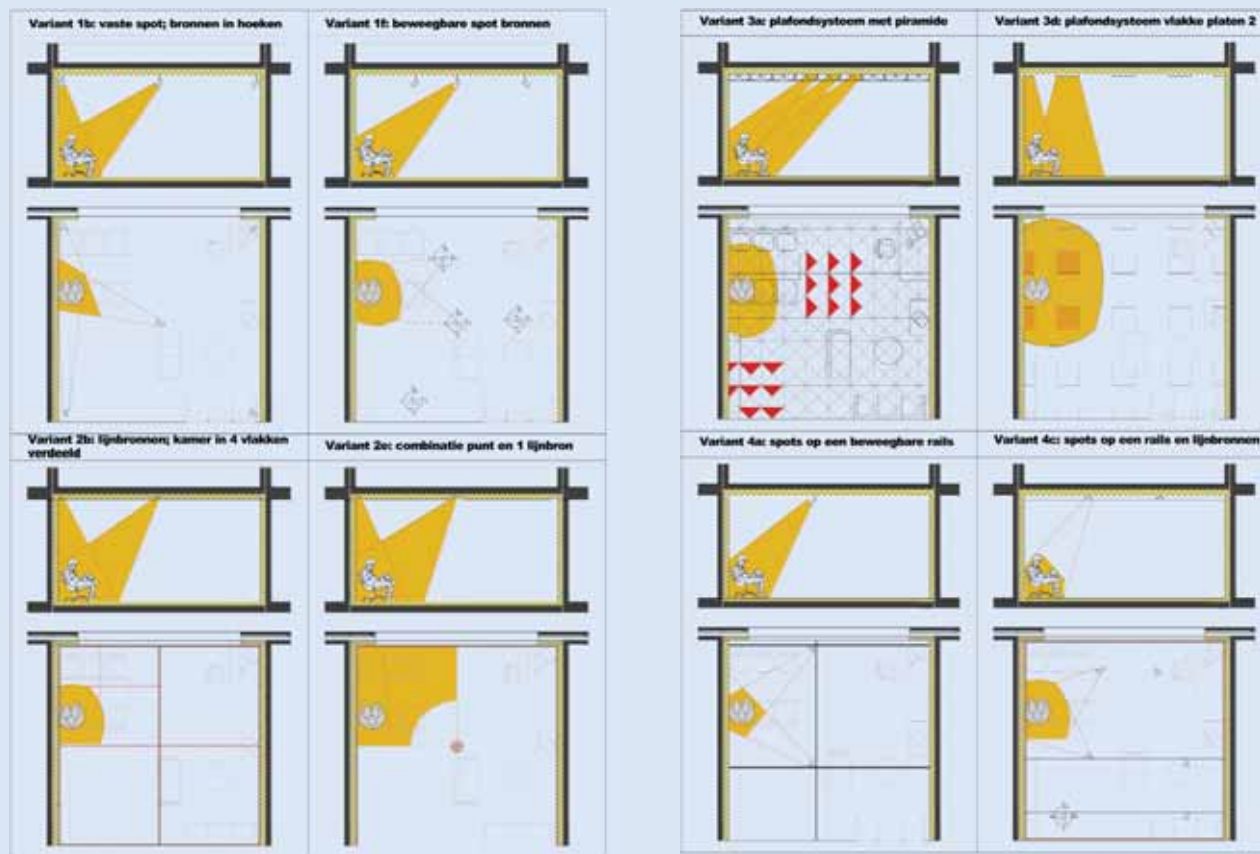 Variant 1b: vaste spot; bronnen in hoeken
Variant 1f: beweegbare spot bronnen
Variant 2b: lijnbronnen; kamer in 4 vlakken
verdeeld
Variant 2e: combinatie punt en 1 lijnbron
Variant 3a: plafondsysteem met piramide
Variant 3d: plafondsysteem vlakke platen 2
Variant 4a: spots op een beweegbare rails
Variant 4c: spots op een rails en lijnbronnen